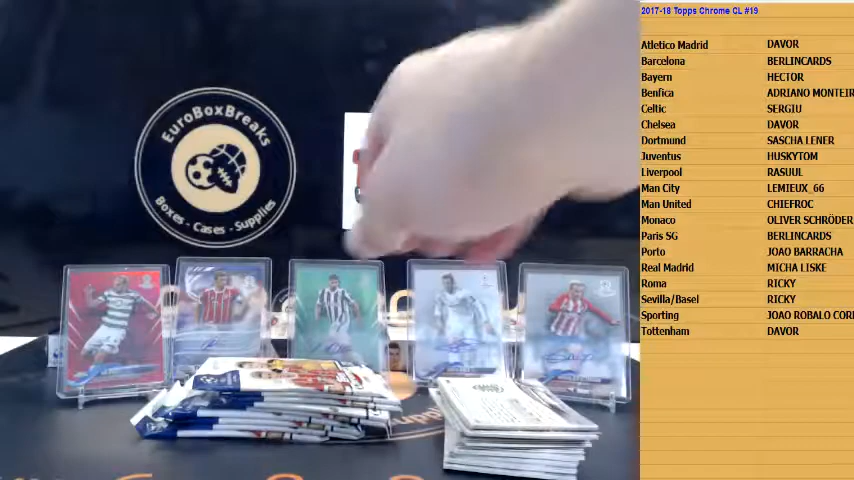 2017-18 Topps Chrome CL #19
Atletico Madrid DAVOR
Barcelona BERLINCARDS
Bayern HECTOR
Benfica ADRIANO MONTEIR
Celtic SERGIU
Chelsea DAVOR
Dortmund SASCHA LENER
Juventus HUSKYTOM
Liverpool RASUUL
Man City LEMIEUX_66
Man United CHIEFROC
Monaco OLIVER SCHRÖDER
Paris SG BERLINCARDS
Porto JOAO BARRACHA
Real Madrid MICHA LISKE
Roma RICKY
Sevilla/Basel RICKY
Sporting JOAO ROBALO COR
Tottenham DAVOR
EuroBoxBreaks
Boxes - Cases - Supplies